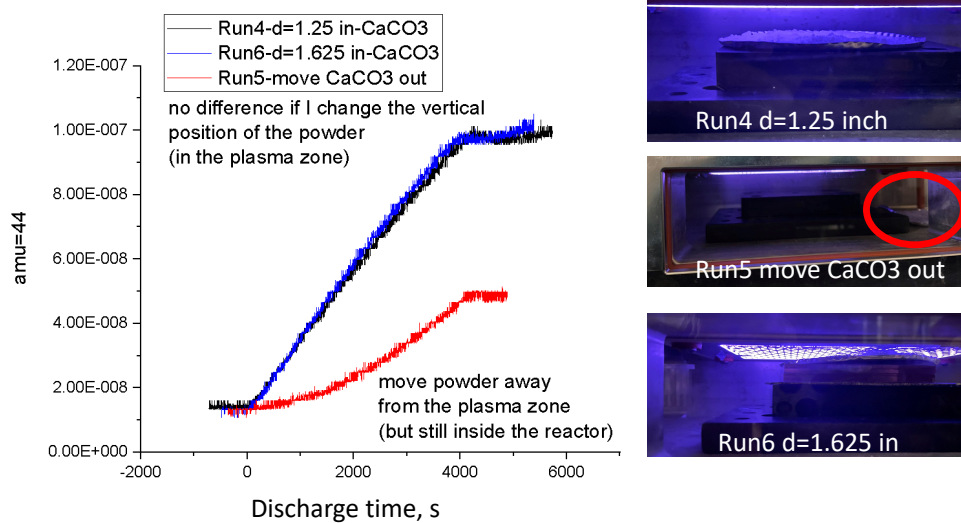 Run4-d=1.25 in-CaCO3
Run6-d=1.625 in-CaCO3
Run5-move CaCO3 out
1.20E-007
1.00E-007
8.00E-008
6.00E-008
4.00E-008
2.00E-008
0.00E+000
amu=44
no difference if I change the vertical
position of the powder
(in the plasma zone)
move powder away
from the plasma zone
(but still inside the reactor)
-2000
0
2000
4000
6000
Discharge time, s
Run4 d=1.25 inch
Run5 move CaCO3 out
Run6 d=1.625 in